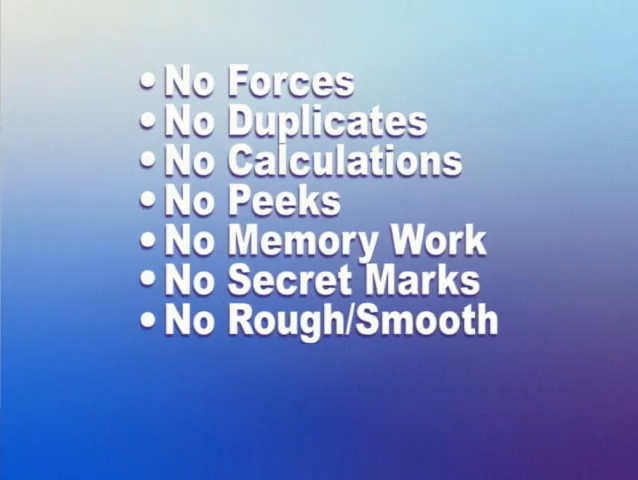 • No Forces
• No Duplicates
• No Calculations
• No Peeks
• No Memory Work
• No Secret Marks
• No Rough/Smooth